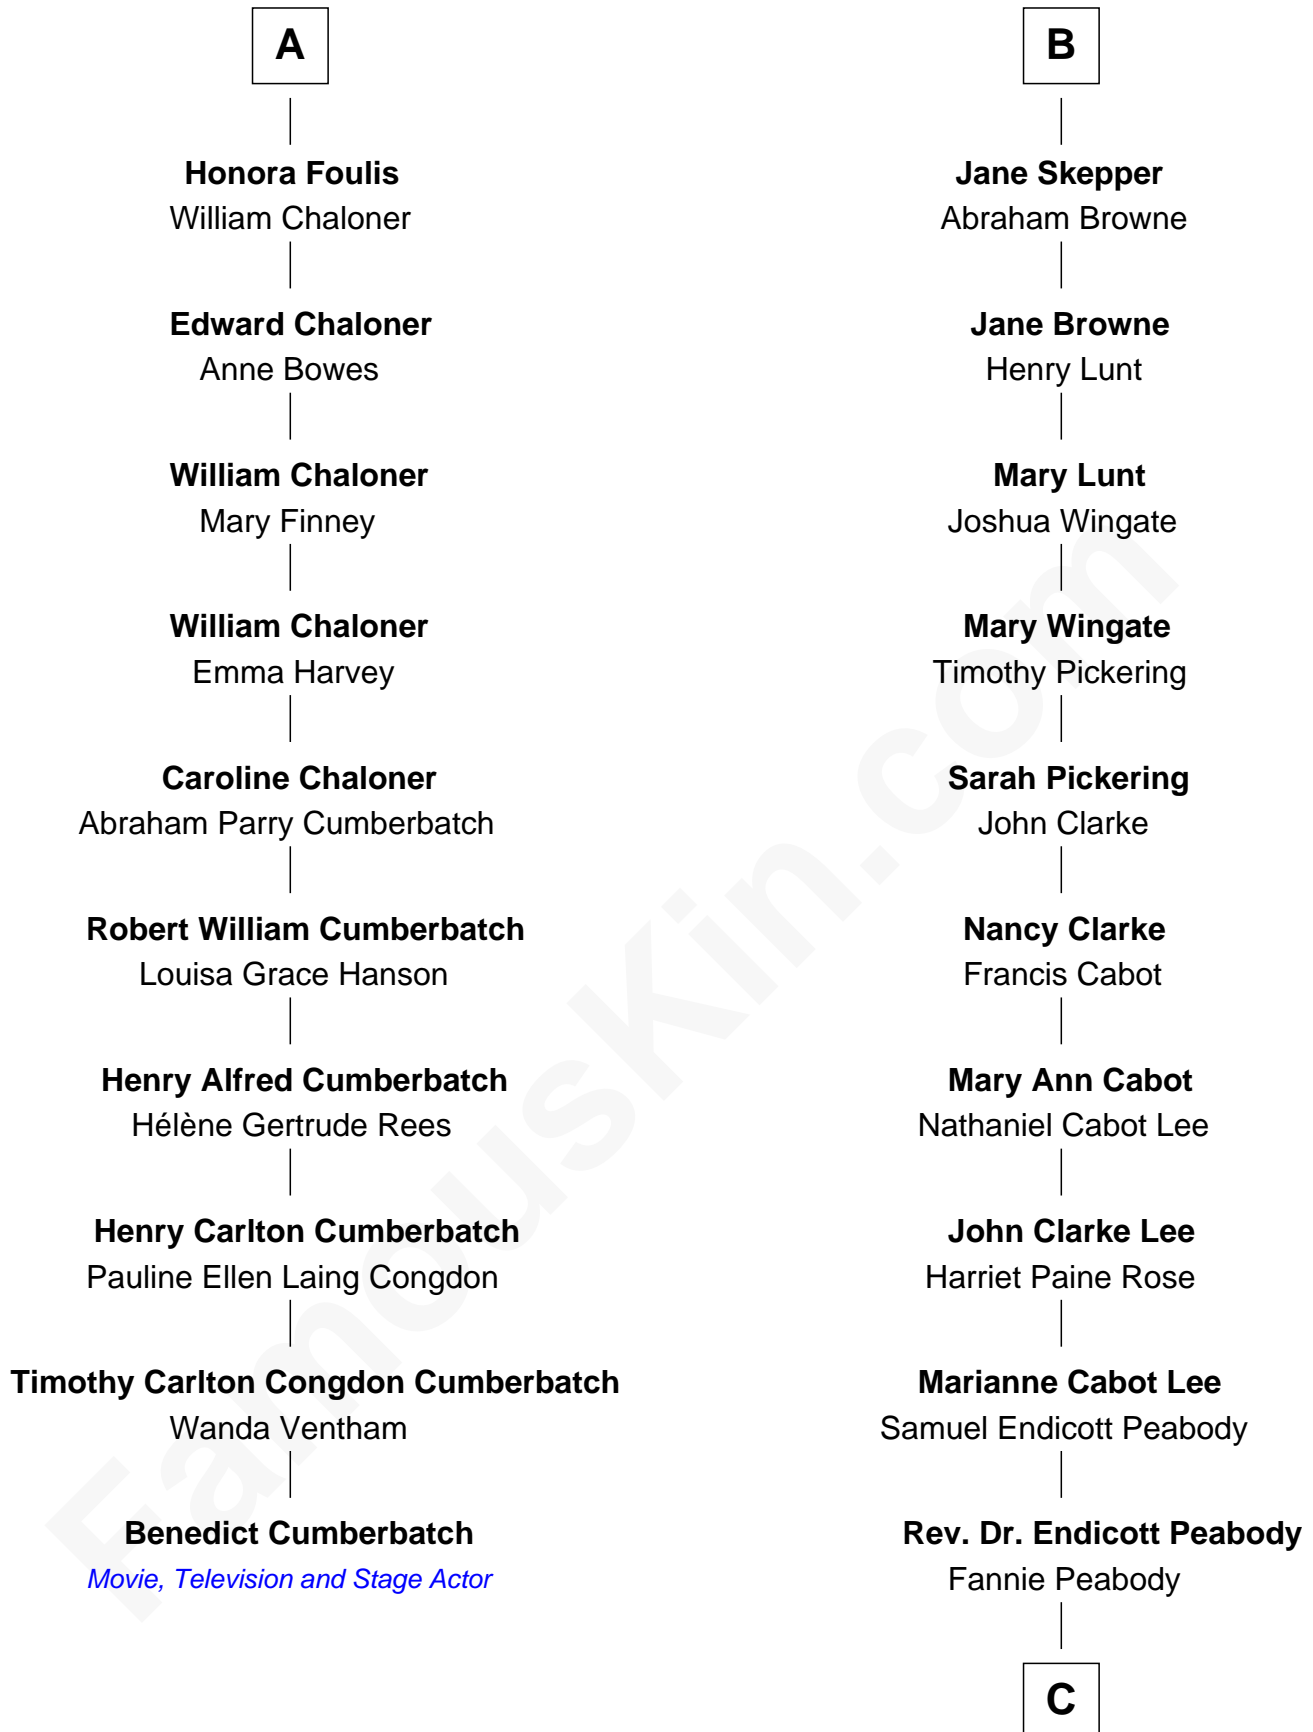 A
Honora Foulis
William Chaloner
Edward Chaloner
Anne Bowes
William Chaloner
Mary Finney
William Chaloner
Emma Harvey
Caroline Chaloner
Abraham Parry Cumberbatch
Robert William Cumberbatch
Louisa Grace Hanson
Henry Alfred Cumberbatch
Hélène Gertrude Rees
Henry Carlton Cumberbatch
Pauline Ellen Laing Congdon
Timothy Carlton Congdon Cumberbatch
Wanda Ventham
Benedict Cumberbatch
Movie, Television and Stage Actor
B
Jane Skepper
Abraham Browne
Jane Browne
Henry Lunt
Mary Lunt
Joshua Wingate
Mary Wingate
Timothy Pickering
Sarah Pickering
John Clarke
Nancy Clarke
Francis Cabot
Mary Ann Cabot
Nathaniel Cabot Lee
John Clarke Lee
Harriet Paine Rose
Marianne Cabot Lee
Samuel Endicott Peabody
Rev. Dr. Endicott Peabody
Fannie Peabody
C
FamousKin.com